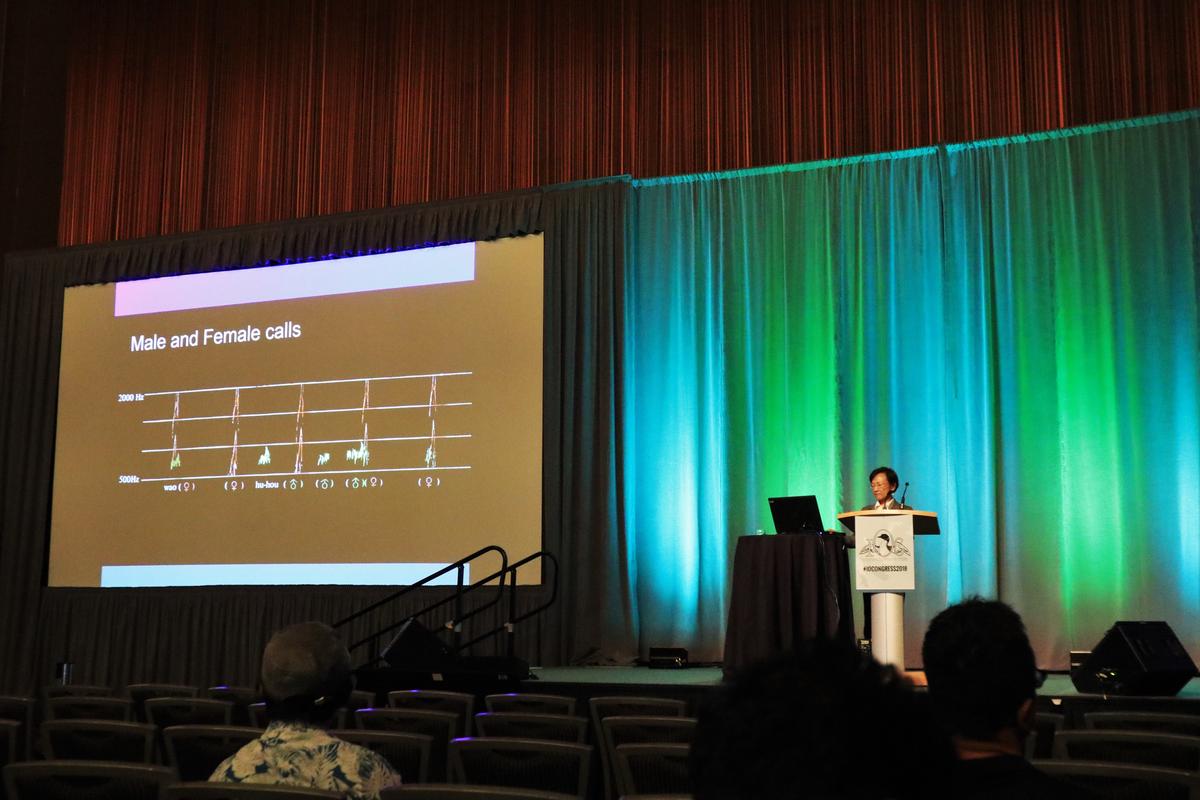 Male and Female calls
2000 Hz
500Hz
wao (♀) (♀) hu-hou (♂) (♂) (♂)(♀) (♀)
#IOCONGRESS2018